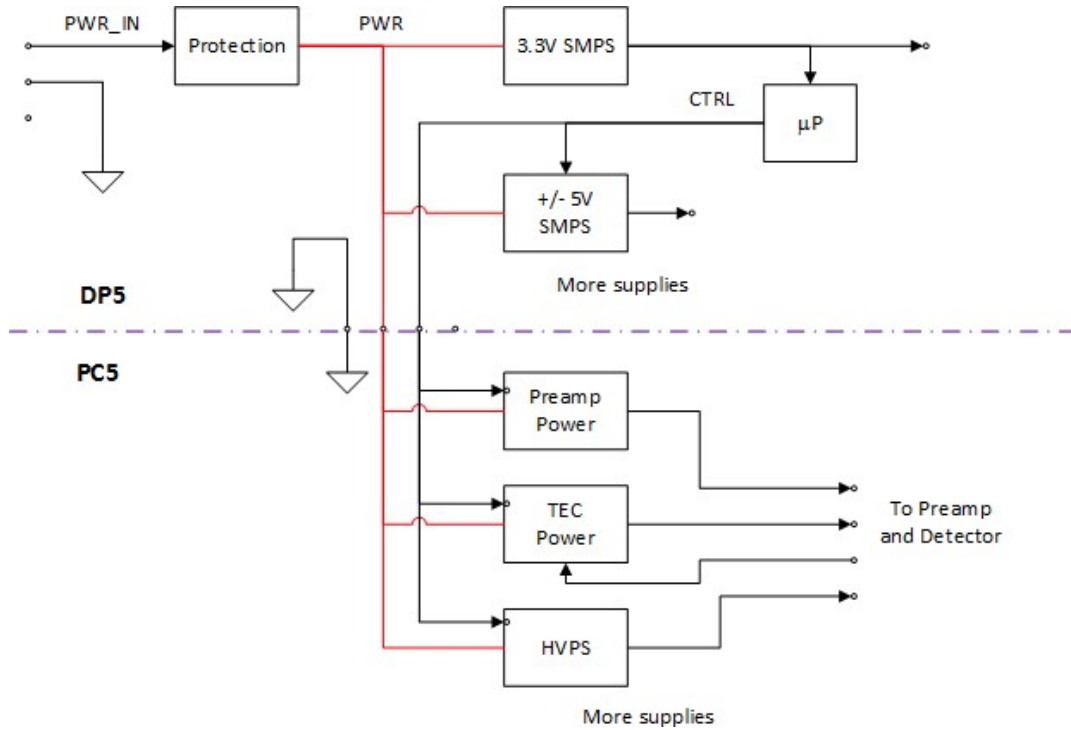 PWR_IN
Protection
PWR
3.3V SMPS
CTRL
μP
+/- 5V
SMPS
More supplies
DP5
PC5
Preamp
Power
TEC
Power
To Preamp
and Detector
HVPS
More supplies